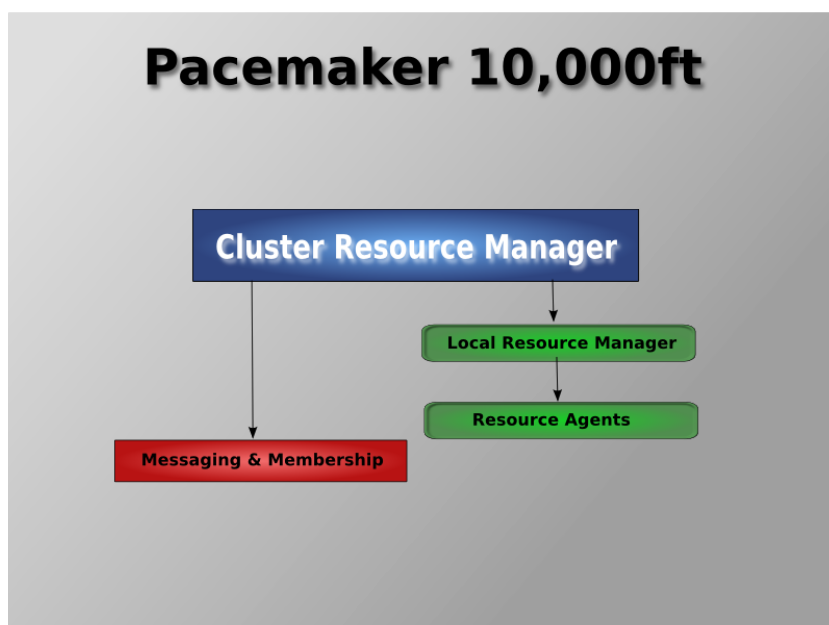 Pacemaker 10,000ft
Cluster Resource Manager
Local Resource Manager
Resource Agents
Messaging & Membership